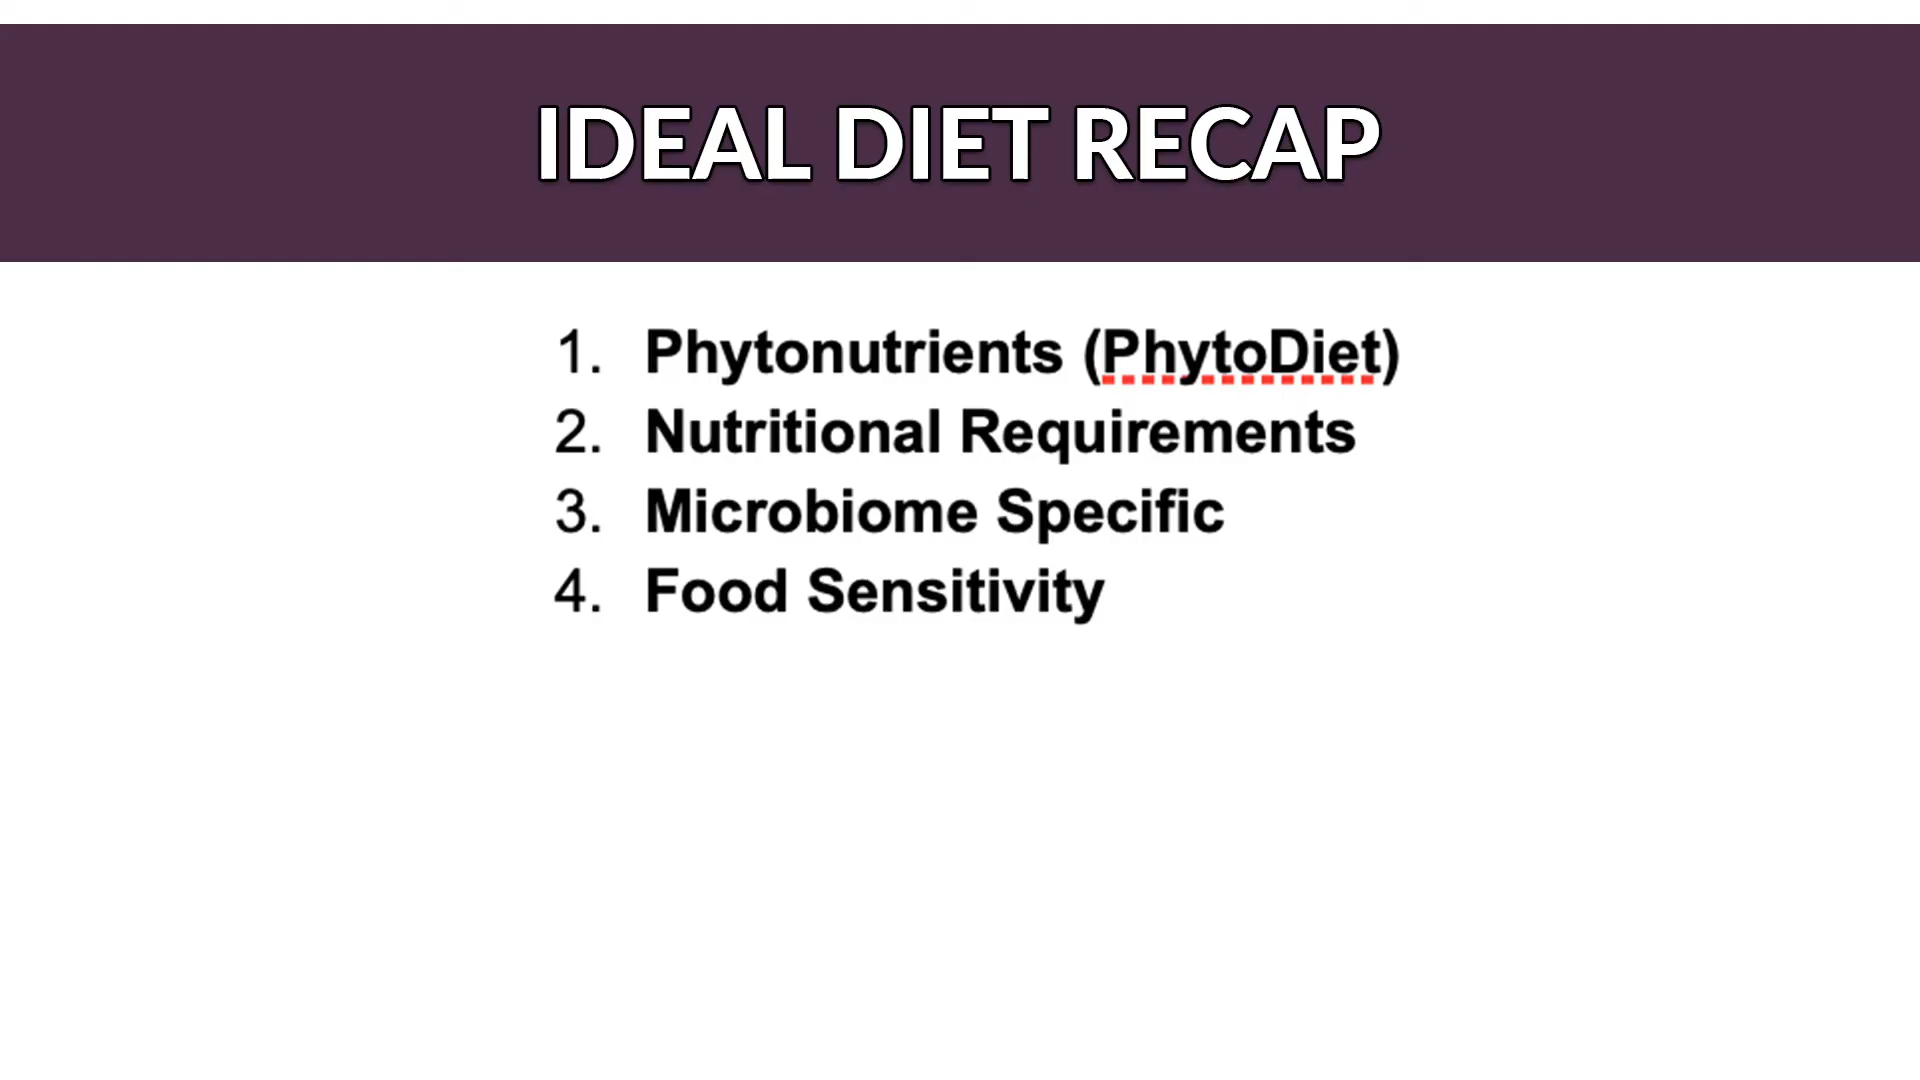 IDEAL DIET RECAP
1. Phytonutrients (PhytoDiet)
2. Nutritional Requirements
3. Microbiome Specific
4. Food Sensitivity